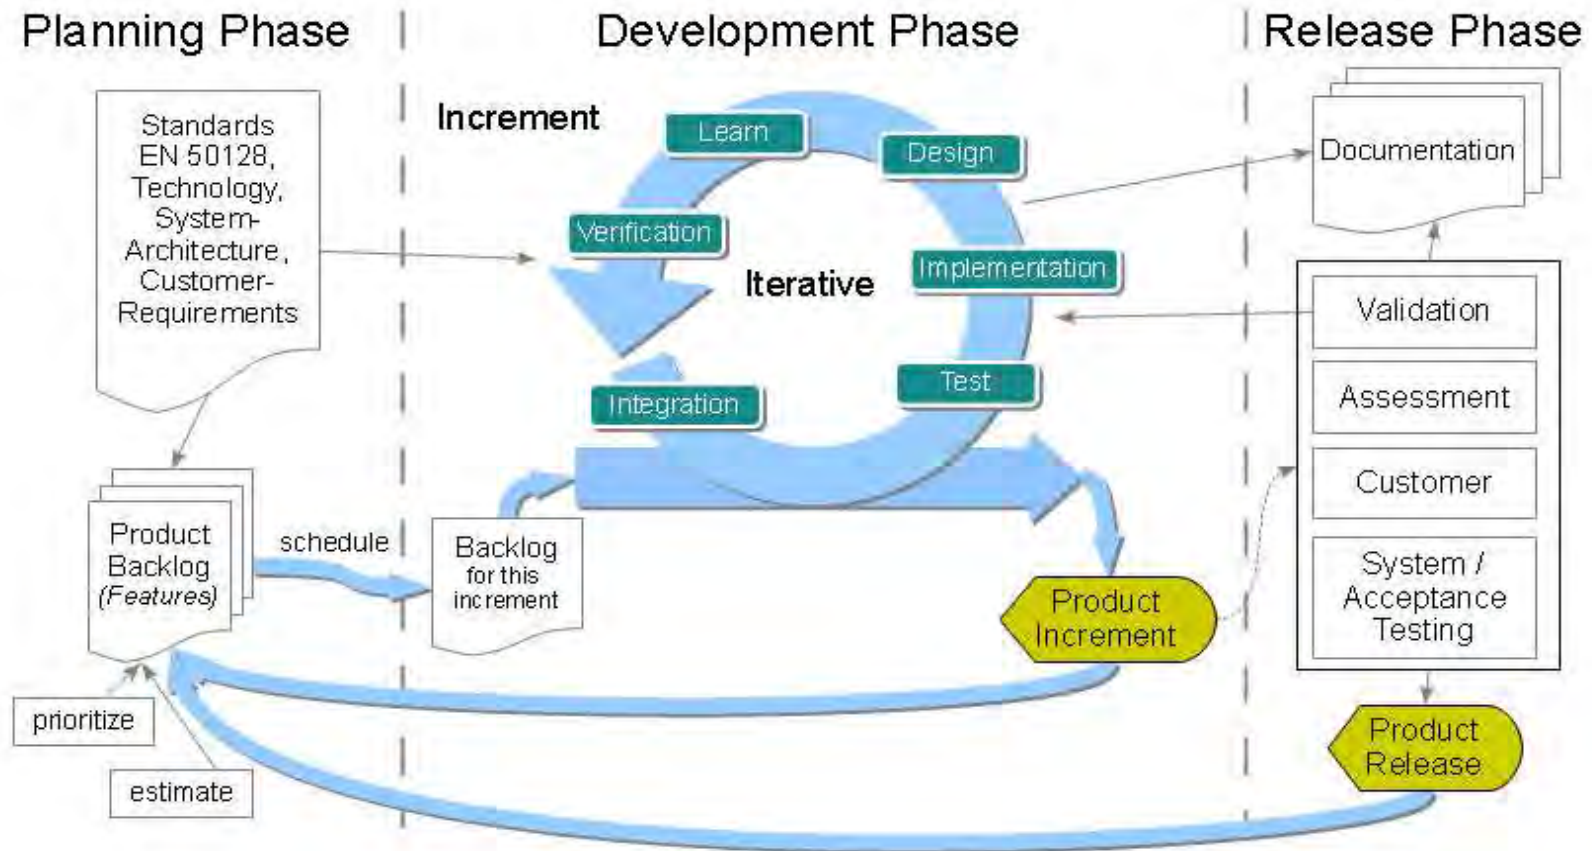 Planning Phase
Development Phase
Release Phase
Standards
EN 50128,
Technology,
System-
Architecture,
Customer-
Requirements
Product
Backlog
(Features)
prioritize
estimate
schedule
Increment
Learn
Design
Verification
Iterative
Implementation
Integration
Test
Backlog
for this
increment
Product
Increment
Documentation
Validation
Assessment
Customer
System /
Acceptance
Testing
Product
Release